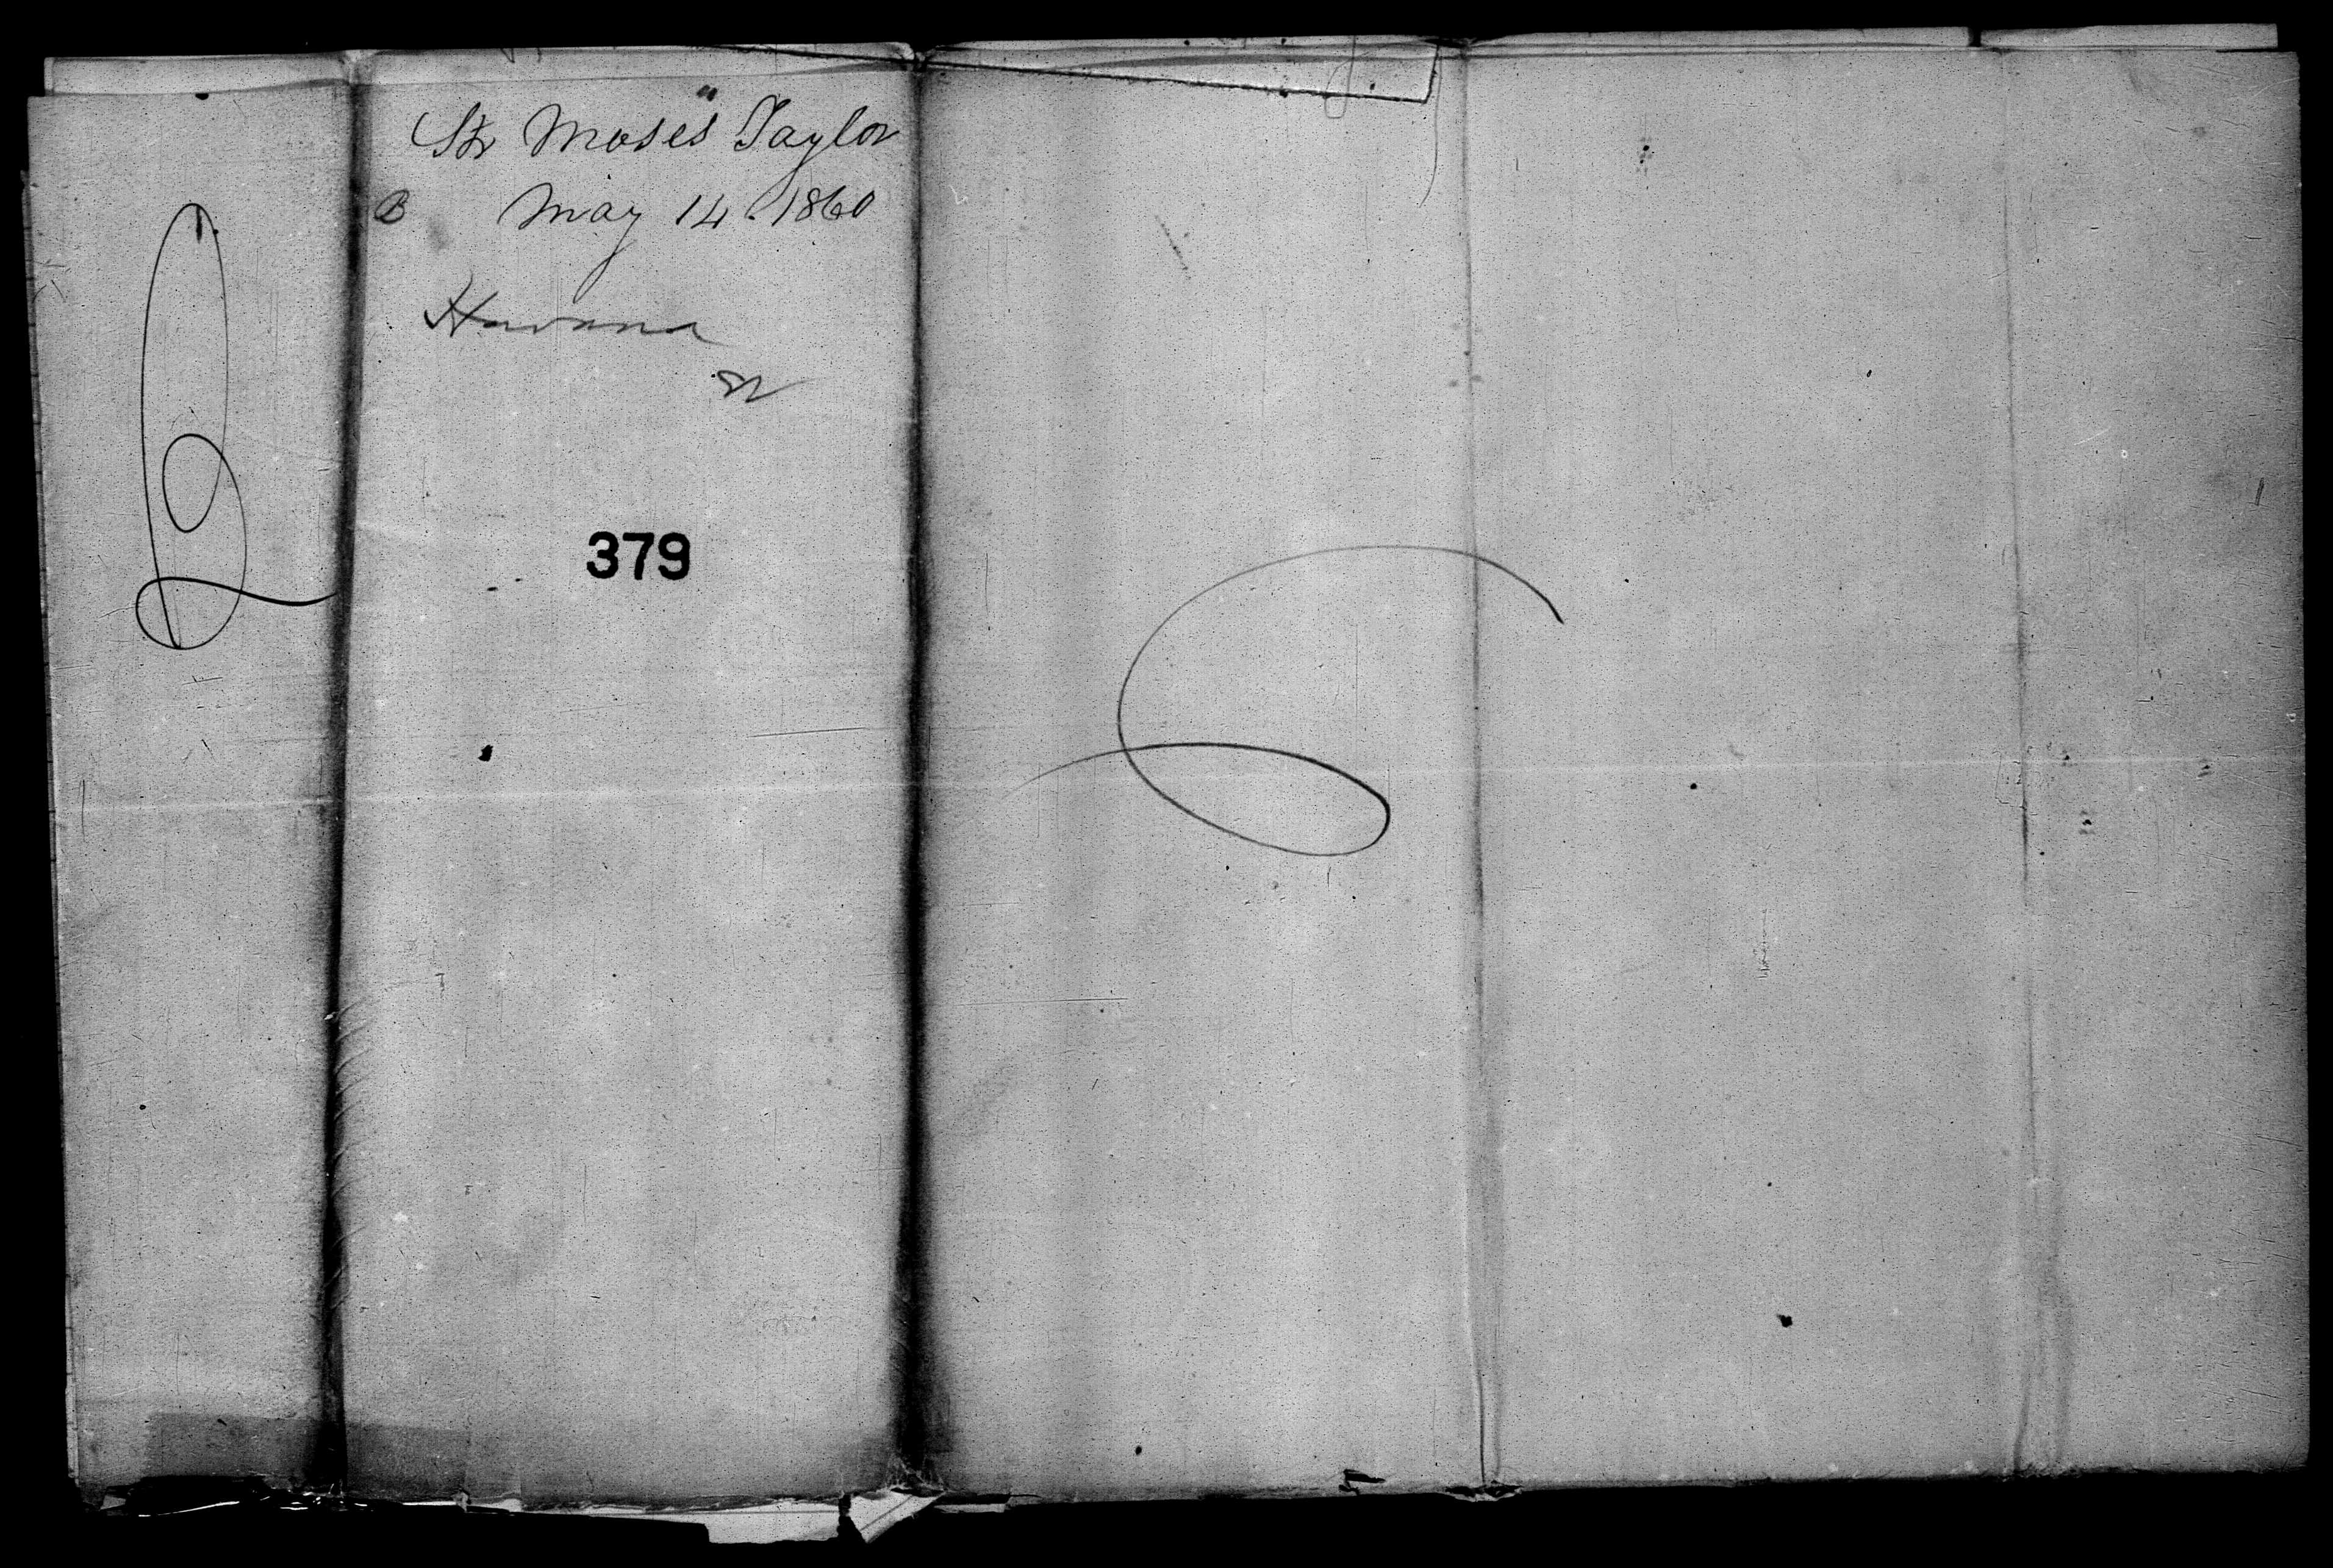 Str Moses Taylor
B May 14. 1860
Havana
379